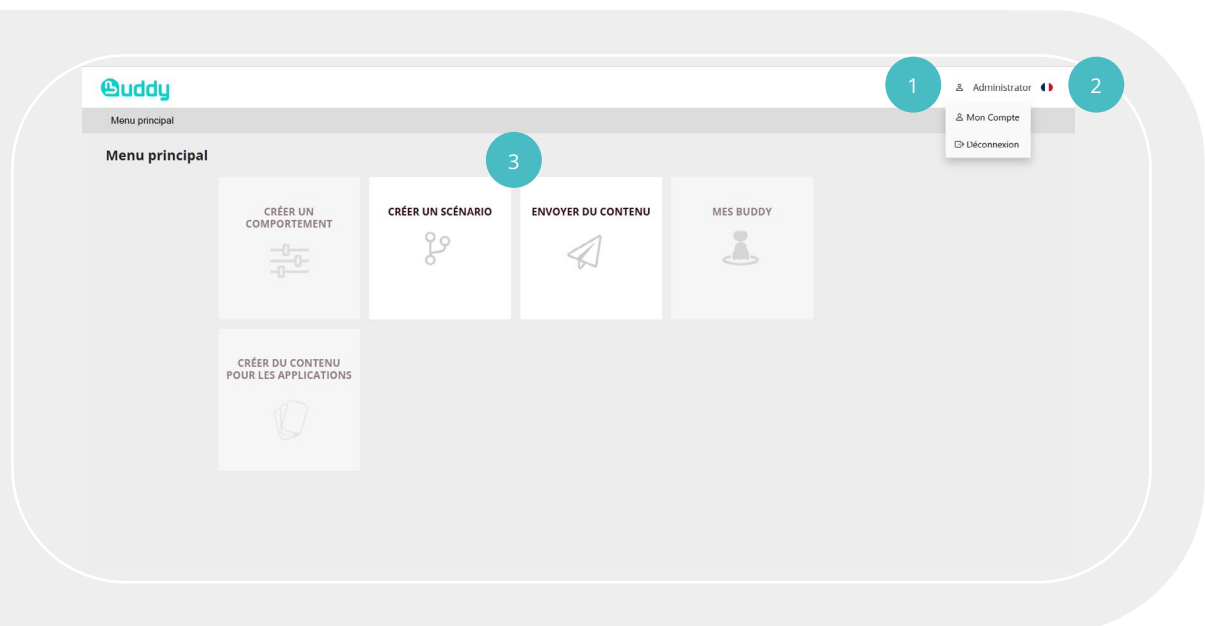 Buddy
1
Administrator
2
Menu principal
Mon Compte
Déconnexion
Menu principal
3
CRÉER UN
COMPORTEMENT
CRÉER UN SCÉNARIO
ENVOYER DU CONTENU
MES BUDDY
CRÉER DU CONTENU
POUR LES APPLICATIONS